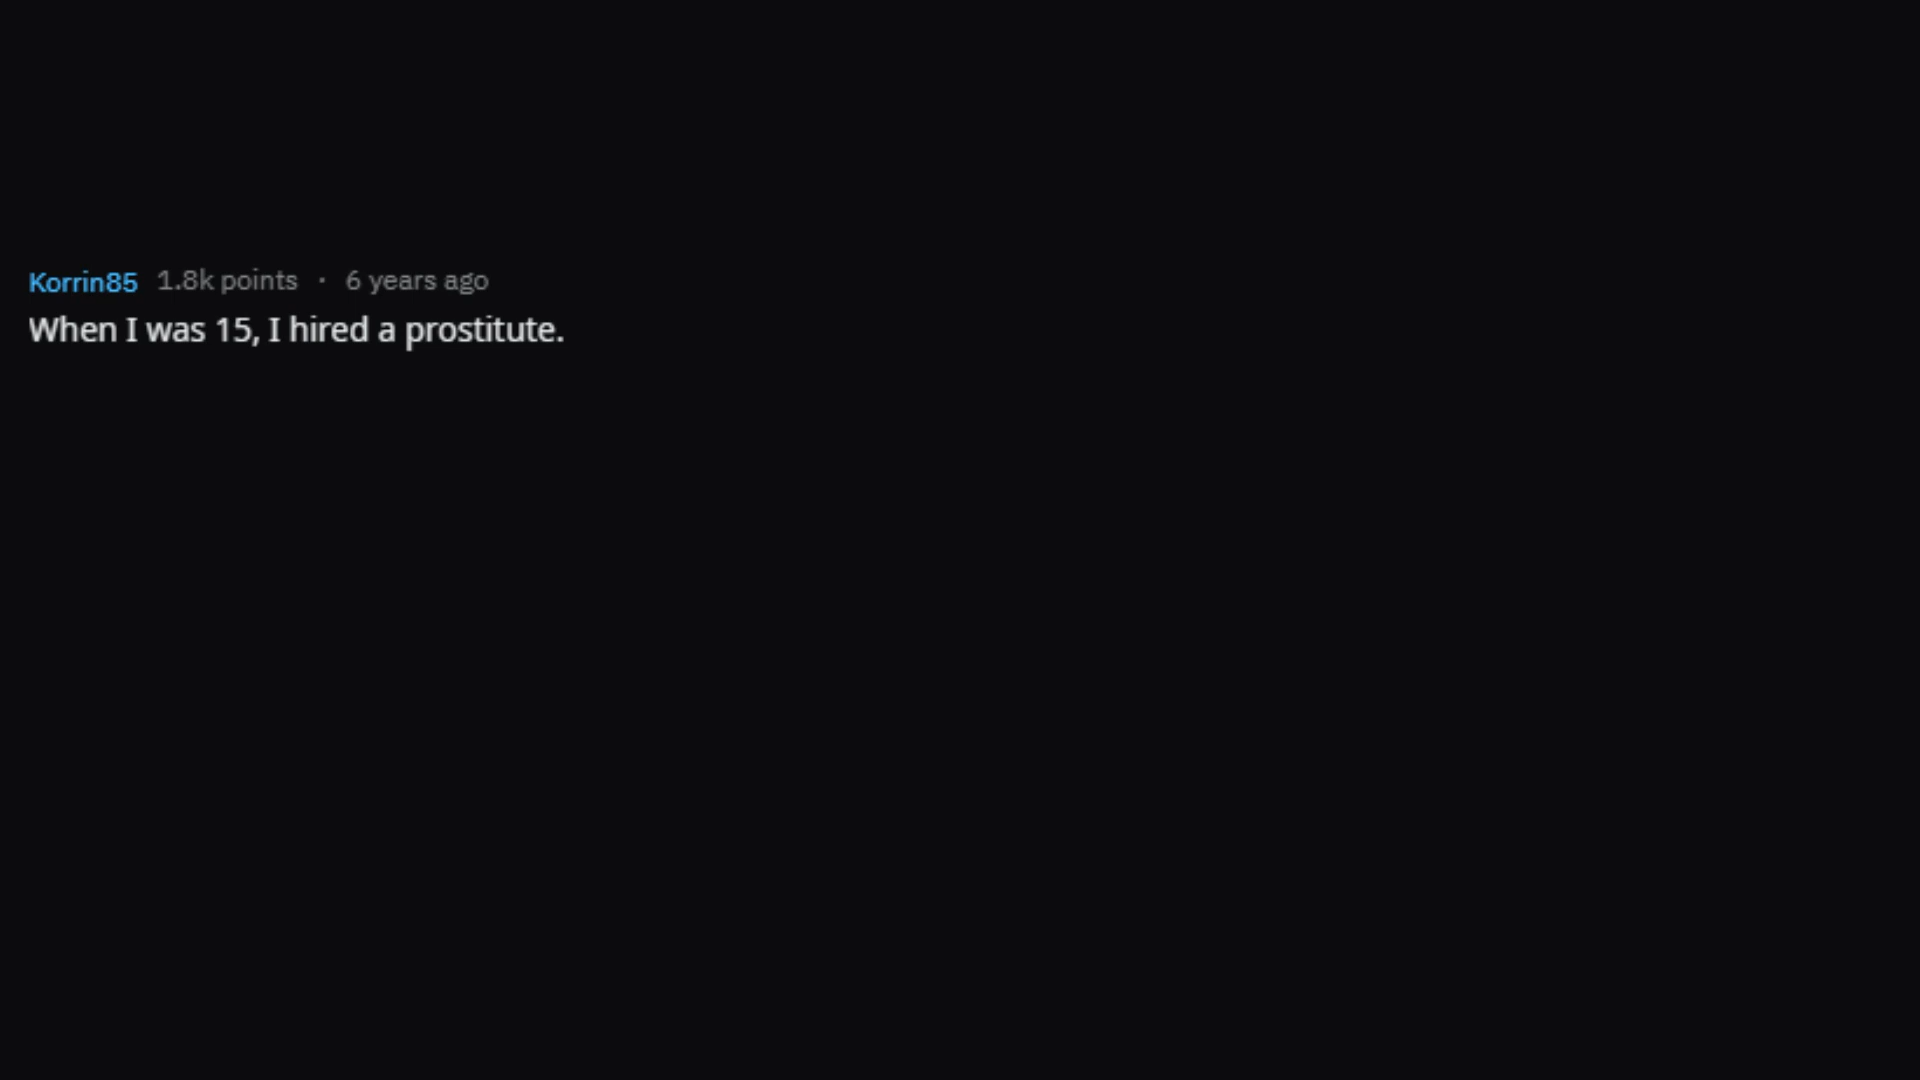 Korrin85 1.8k points · 6 years ago
When I was 15, I hired a prostitute.